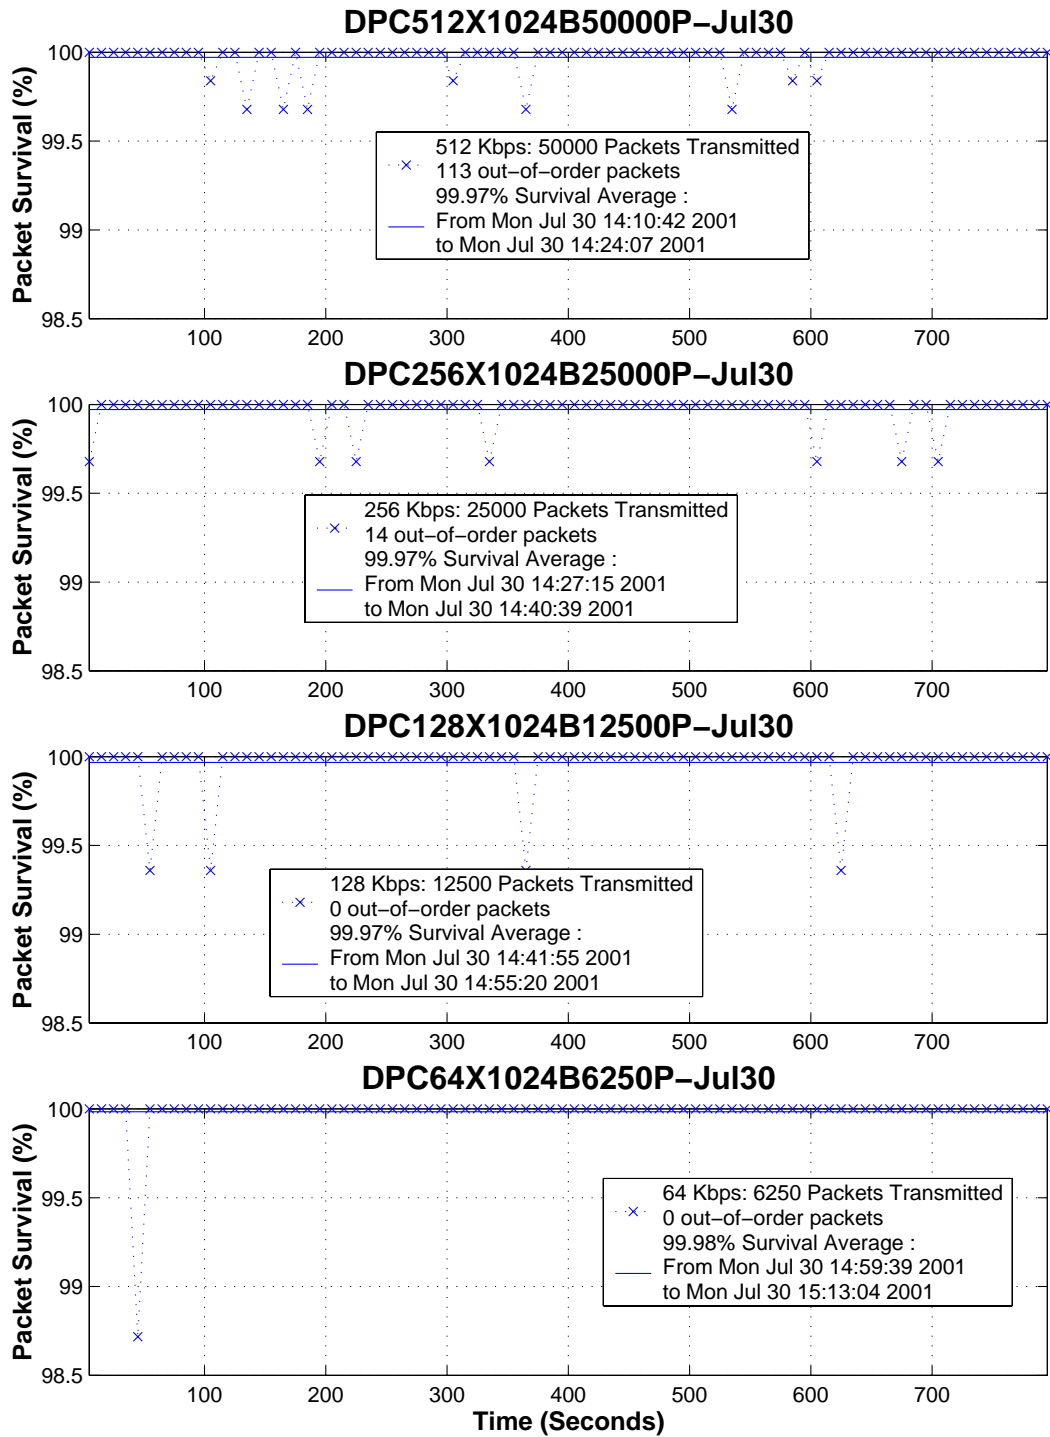 DPC512X1024B50000P−Jul30
100
99.5
99
98.5
Packet Survival (%)
512 Kbps: 50000 Packets Transmitted
113 out−of−order packets
99.97% Survival Average :
From Mon Jul 30 14:10:42 2001
to Mon Jul 30 14:24:07 2001
100 200 300 400 500 600 700
DPC256X1024B25000P−Jul30
100
99.5
99
98.5
Packet Survival (%)
256 Kbps: 25000 Packets Transmitted
14 out−of−order packets
99.97% Survival Average :
From Mon Jul 30 14:27:15 2001
to Mon Jul 30 14:40:39 2001
100 200 300 400 500 600 700
DPC128X1024B12500P−Jul30
100
99.5
99
98.5
Packet Survival (%)
128 Kbps: 12500 Packets Transmitted
0 out−of−order packets
99.97% Survival Average :
From Mon Jul 30 14:41:55 2001
to Mon Jul 30 14:55:20 2001
100 200 300 400 500 600 700
DPC64X1024B6250P−Jul30
100
99.5
99
98.5
Packet Survival (%)
64 Kbps: 6250 Packets Transmitted
0 out−of−order packets
99.98% Survival Average :
From Mon Jul 30 14:59:39 2001
to Mon Jul 30 15:13:04 2001
100 200 300 400 500 600 700
Time (Seconds)